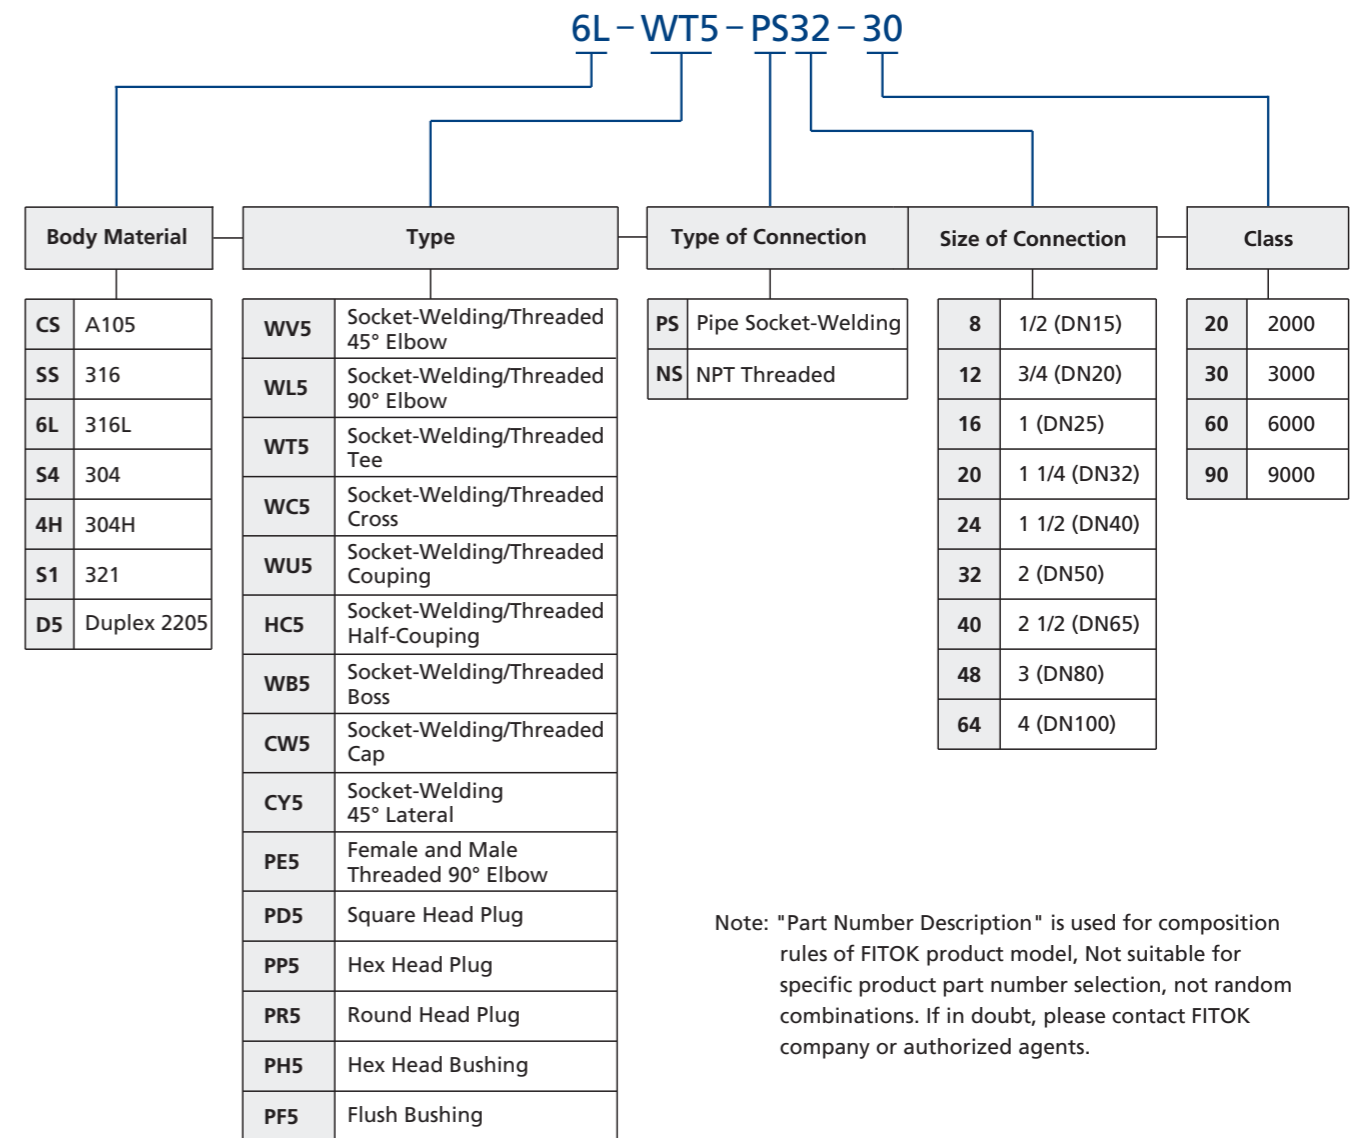 6L – WT5 – PS32 – 30
Body Material
Type
Type of Connection
Size of Connection
Class
CS A105
SS 316
6L 316L
S4 304
4H 304H
S1 321
D5 Duplex 2205
WV5 Socket-Welding/Threaded
45° Elbow
WL5 Socket-Welding/Threaded
90° Elbow
WT5 Socket-Welding/Threaded
Tee
WC5 Socket-Welding/Threaded
Cross
WU5 Socket-Welding/Threaded
Couping
HC5 Socket-Welding/Threaded
Half-Couping
WB5 Socket-Welding/Threaded
Boss
CW5 Socket-Welding/Threaded
Cap
CY5 Socket-Welding
45° Lateral
PE5 Female and Male
Threaded 90° Elbow
PD5 Square Head Plug
PP5 Hex Head Plug
PR5 Round Head Plug
PH5 Hex Head Bushing
PF5 Flush Bushing
PS Pipe Socket-Welding
NS NPT Threaded
8 1/2 (DN15)
12 3/4 (DN20)
16 1 (DN25)
20 1 1/4 (DN32)
24 1 1/2 (DN40)
32 2 (DN50)
40 2 1/2 (DN65)
48 3 (DN80)
64 4 (DN100)
20 2000
30 3000
60 6000
90 9000
Note: "Part Number Description" is used for composition
rules of FITOK product model, Not suitable for
specific product part number selection, not random
combinations. If in doubt, please contact FITOK
company or authorized agents.